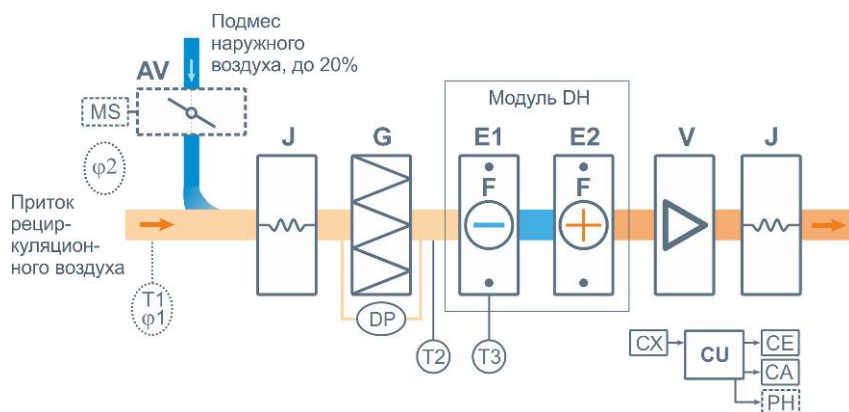 Подмес
наружного
воздуха, до 20%
AV
MS
φ2
Приток
рецир-
куляцион-
ного воздуха
T1
φ1
J
G
DP
T2
Модуль DH
E1
E2
F
F
T3
V
J
CX
CU
CE
CA
PH